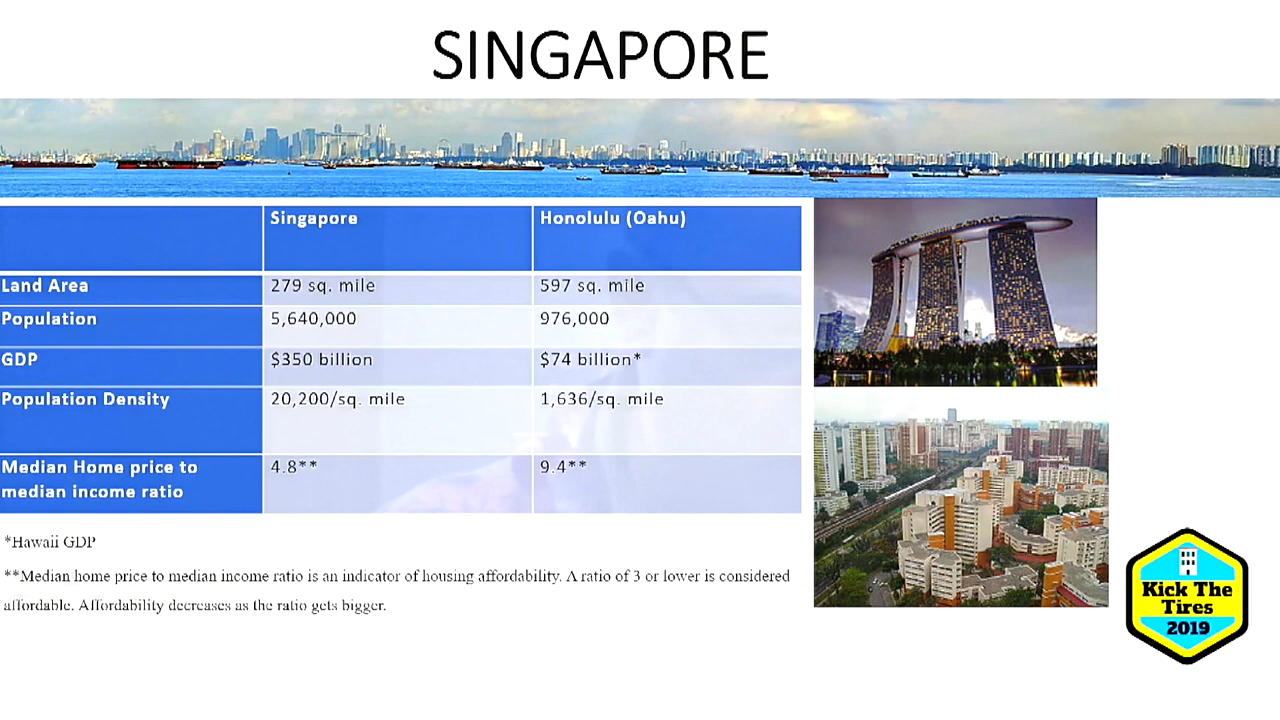 SINGAPORE
Singapore Honolulu (Oahu)
Land Area 279 sq. mile 597 sq. mile
Population 5,640,000 976,000
GDP $350 billion $74 billion*
Population Density 20,200/sq. mile 1,636/sq. mile
Median Home price to 4.8** 9.4**
median income ratio
*Hawaii GDP
**Median home price to median income ratio is an indicator of housing affordability. A ratio of 3 or lower is considered
affordable. Affordability decreases as the ratio gets bigger.
Kick The
Tires
2019